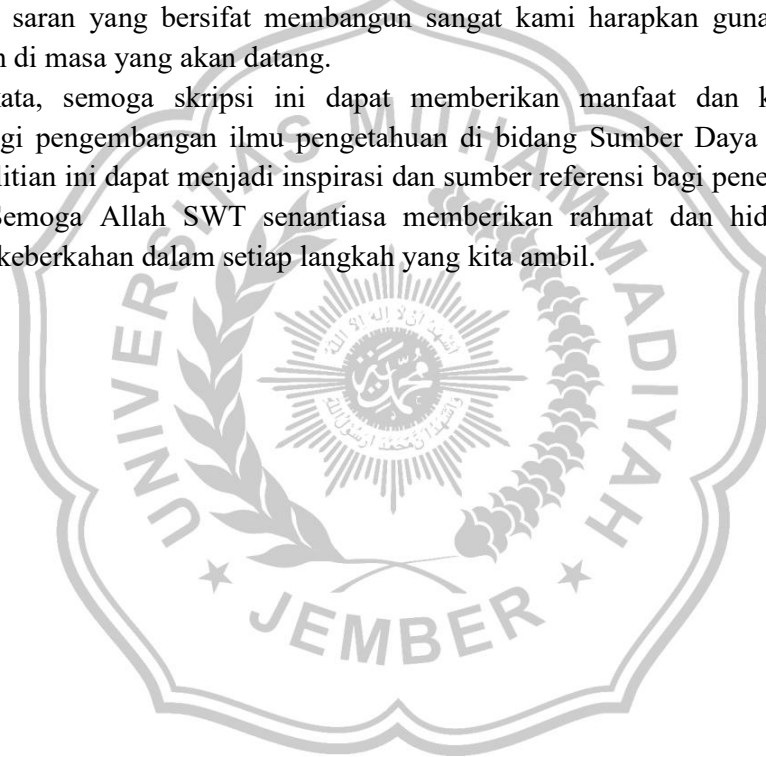 saran yang bersifat membangun sangat kami harapkan guna
di masa yang akan datang.
semoga skripsi ini dapat memberikan manfaat dan
pengembangan ilmu pengetahuan di bidang Sumber Daya
ini dapat menjadi inspirasi dan sumber referensi bagi
Semoga Allah SWT senantiasa memberikan rahmat dan
keberkahan dalam setiap langkah yang kita ambil.
UNIVERSITAS MUHAMMADIYAH
JEMBER